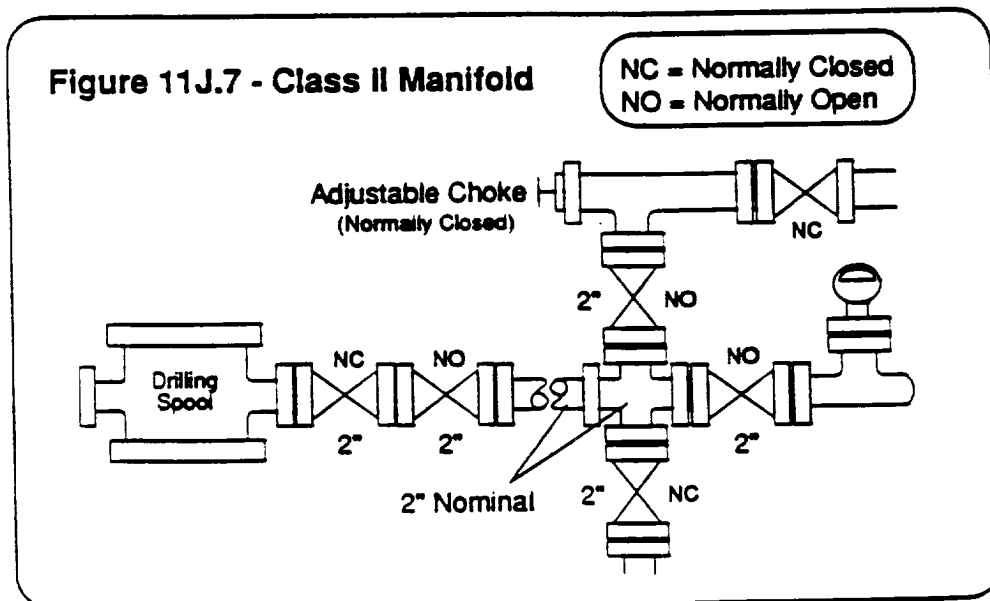 Figure 11J.7 - Class II Manifold
NC = Normally Closed
NO = Normally Open
Adjustable Choke
(Normally Closed)
NC
2" NO
Drilling
Spool
NC NO
2" 2"
NO
2"
2" Nominal
2" NC